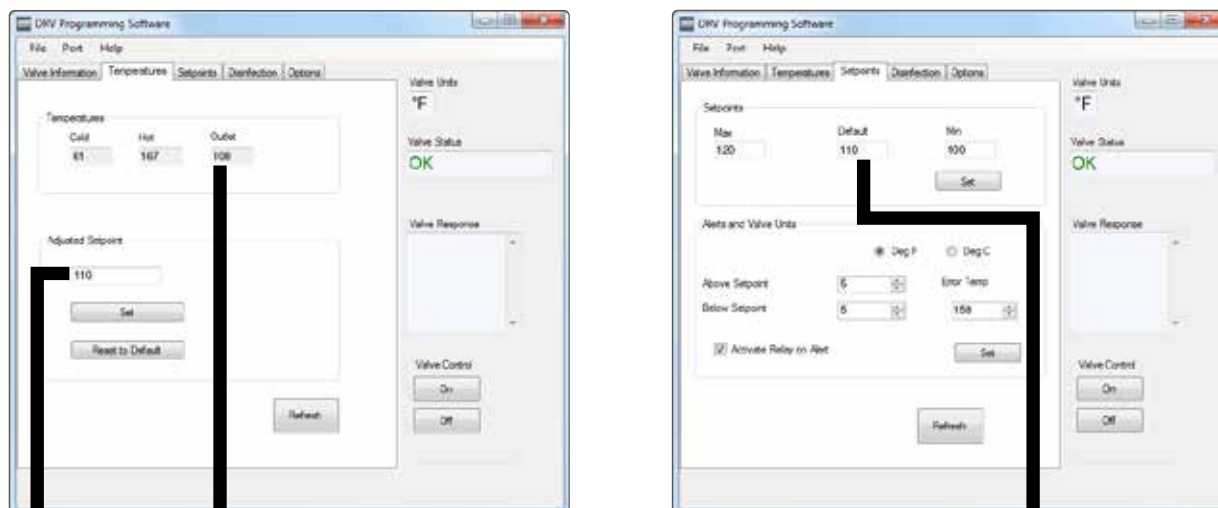 DRV Programming Software
File Port Help
Valve Information Temperatures Setpoints Disinfection Options
Temperatures
Cold Hot Outlet
61 167 108
Adjusted Setpoint
110
Set
Reset to Default
Refresh
Valve Units
°F
Valve Status
OK
Valve Response
Valve Control
On
Off
DRV Programming Software
File Port Help
Valve Information Temperatures Setpoints Disinfection Options
Setpoints
Max Default Min
120 110 100
Set
Alerts and Valve Units
Deg F Deg C
Above Setpoint 5 Error Temp
Below Setpoint 5 158
Activate Relay on Alert Set
Refresh
Valve Units
°F
Valve Status
OK
Valve Response
Valve Control
On
Off